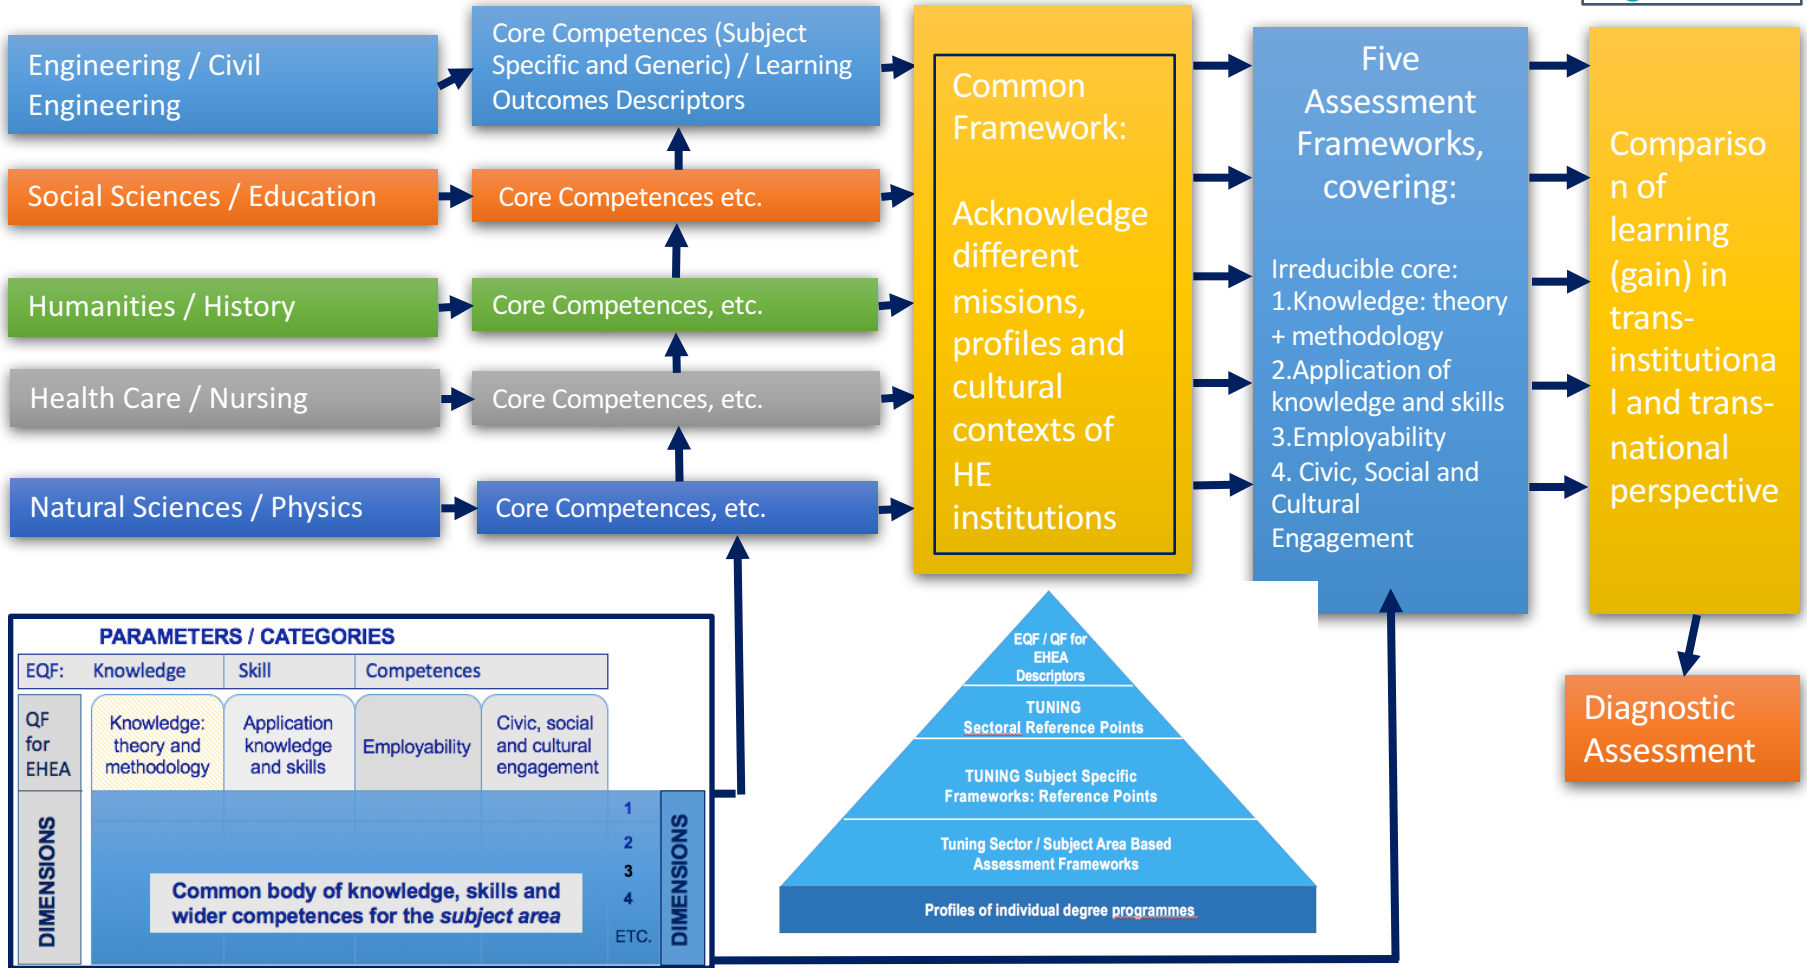 Engineering / Civil
Engineering
Core Competences (Subject
Specific and Generic) / Learning
Outcomes Descriptors
Social Sciences / Education
Core Competences etc.
Humanities / History
Core Competences, etc.
Health Care / Nursing
Core Competences, etc.
Natural Sciences / Physics
Core Competences, etc.
Common
Framework:
Acknowledge
different
missions,
profiles and
cultural
contexts of
HE
institutions
Five
Assessment
Frameworks,
covering:
Irreducible core:
1.Knowledge: theory
+ methodology
2.Application of
knowledge and skills
3.Employability
4. Civic, Social and
Cultural
Engagement
Compariso
n of
learning
(gain) in
trans-
institutiona
l and trans-
national
perspective
Diagnostic
Assessment
PARAMETERS / CATEGORIES
EQF: Knowledge Skill Competences
QF
for
EHEA
Knowledge:
theory and
methodology
Application
knowledge
and skills
Employability
Civic, social
and cultural
engagement
DIMENSIONS
1
2
3
4
ETC.
DIMENSIONS
Common body of knowledge, skills and
wider competences for the subject area
EQF / QF for
EHEA
Descriptors
TUNING
Sectoral Reference Points
TUNING Subject Specific
Frameworks: Reference Points
Tuning Sector / Subject Area Based
Assessment Frameworks
Profiles of individual degree programmes